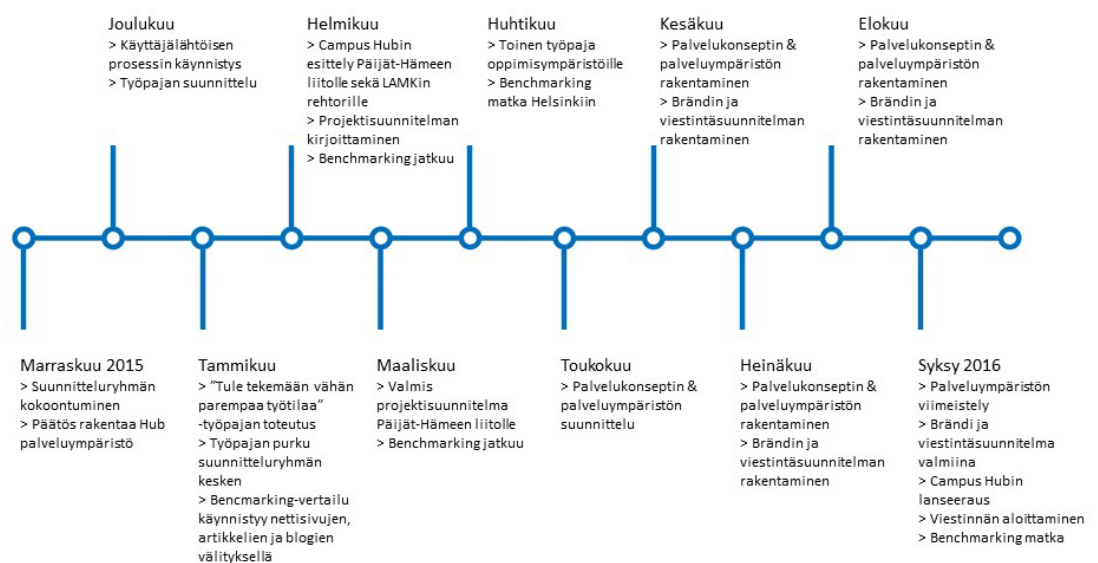 Joulukuu
> Käyttäjälähtöisen
prosessin käynnistys
> Työpajan suunnittelu
Helmikuu
> Campus Hubin
esittely Päijät-Hämeen
liitolle sekä LAMKin
rehtorille
> Projektisuunnitelman
kirjoittaminen
> Benchmarking jatkuu
Huhtikuu
> Toinen työpaja
oppimisympäristöille
> Benchmarking
matka Helsinkiin
Kesäkuu
> Palvelukonseptin &
palveluympäristön
rakentaminen
> Brändin ja
viestintäsuunnitelman
rakentaminen
Elokuu
> Palvelukonseptin &
palveluympäristön
rakentaminen
> Brändin ja
viestintäsuunnitelman
rakentaminen
Marraskuu 2015
> Suunnitteluryhmän
kokoontuminen
> Päätös rakentaa Hub
palveluympäristö
Tammikuu
> ”Tule tekemään vähän
parempaa työtilaa”
-työpajan toteutus
> Työpajan purku
suunnitteluryhmän
kesken
> Bencmarking-vertailu
käynnistyy nettisivujen,
artikkelien ja blogien
välityksellä
Maaliskuu
> Valmis
projektisuunnitelma
Päijät-Hämeen liitolle
> Benchmarking jatkuu
Toukokuu
> Palvelukonseptin &
palveluympäristön
suunnittelu
Heinäkuu
> Palvelukonseptin &
palveluympäristön
rakentaminen
> Brändin ja
viestintäsuunnitelman
rakentaminen
Syksy 2016
> Palveluympäristön
viimeistely
> Brändi ja
viestintäsuunnitelma
valmiina
> Campus Hubin
lanseeraus
> Viestinnän aloittaminen
> Benchmarking matka